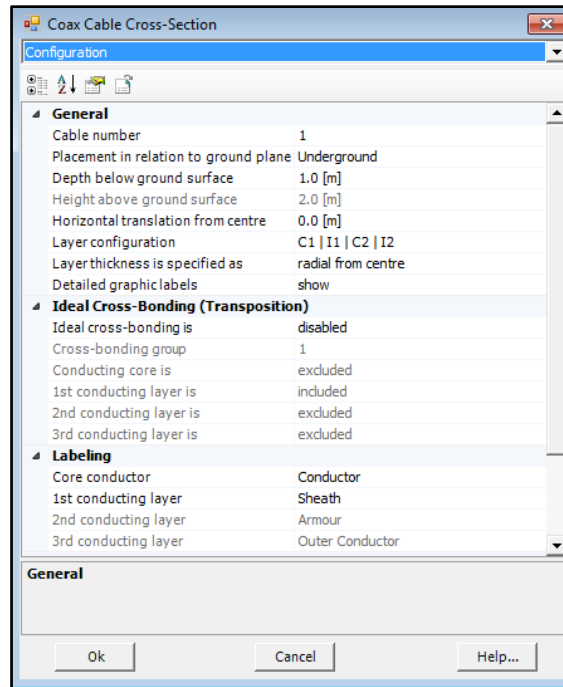 Coax Cable Cross-Section
Configuration
General
Cable number 1
Placement in relation to ground plane Underground
Depth below ground surface 1.0 [m]
Height above ground surface 2.0 [m]
Horizontal translation from centre 0.0 [m]
Layer configuration C1 | I1 | C2 | I2
Layer thickness is specified as radial from centre
Detailed graphic labels show
Ideal Cross-Bonding (Transposition)
Ideal cross-bonding is disabled
Cross-bonding group 1
Conducting core is excluded
1st conducting layer is included
2nd conducting layer is excluded
3rd conducting layer is excluded
Labeling
Core conductor Conductor
1st conducting layer Sheath
2nd conducting layer Armour
3rd conducting layer Outer Conductor
General
Ok Cancel Help...